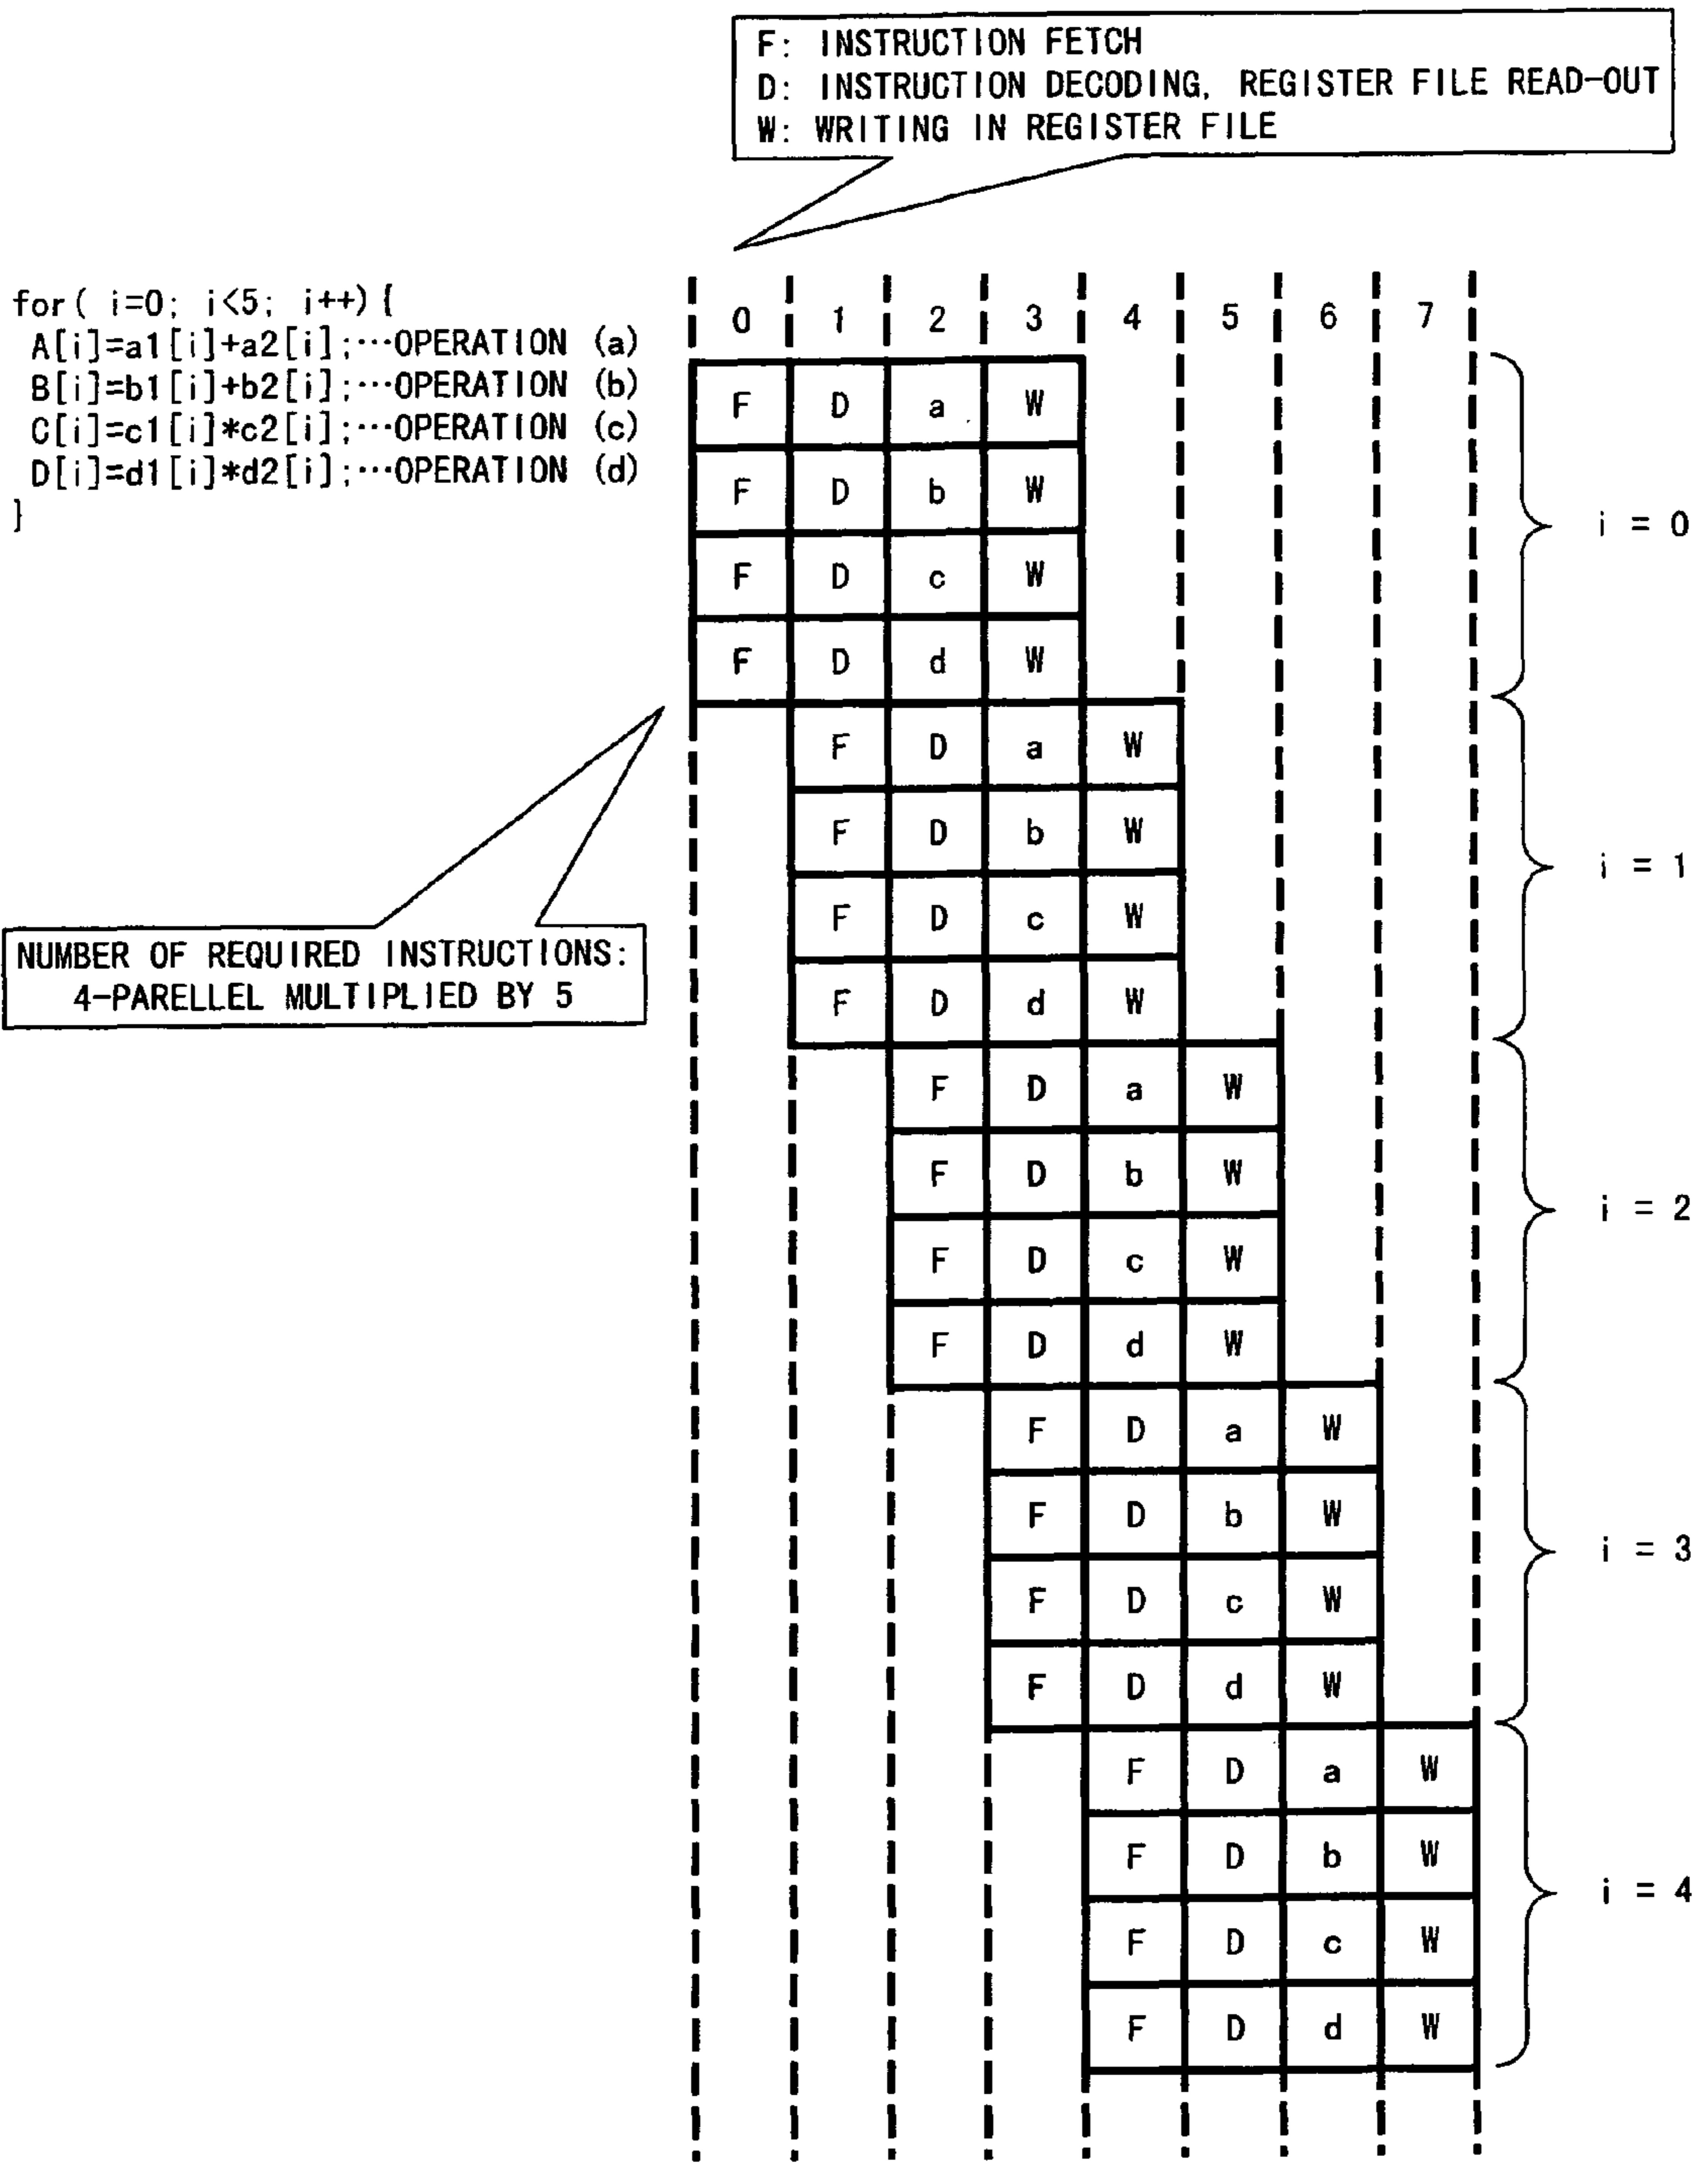 F: INSTRUCTION FETCH
D: INSTRUCTION DECODING, REGISTER FILE READ-OUT
W: WRITING IN REGISTER FILE
for( i=0; i<5; i++){
A[i]=a1[i]+a2[i];···OPERATION (a)
B[i]=b1[i]+b2[i];···OPERATION (b)
C[i]=c1[i]*c2[i];···OPERATION (c)
D[i]=d1[i]*d2[i];···OPERATION (d)
}
0 1 2 3 4 5 6 7
F D a W
F D b W
F D c W
F D d W
i = 0
F D a W
F D b W
F D c W
F D d W
i = 1
NUMBER OF REQUIRED INSTRUCTIONS:
4-PARELLEL MULTIPLIED BY 5
F D a W
F D b W
F D c W
F D d W
i = 2
F D a W
F D b W
F D c W
F D d W
i = 3
F D a W
F D b W
F D c W
F D d W
i = 4